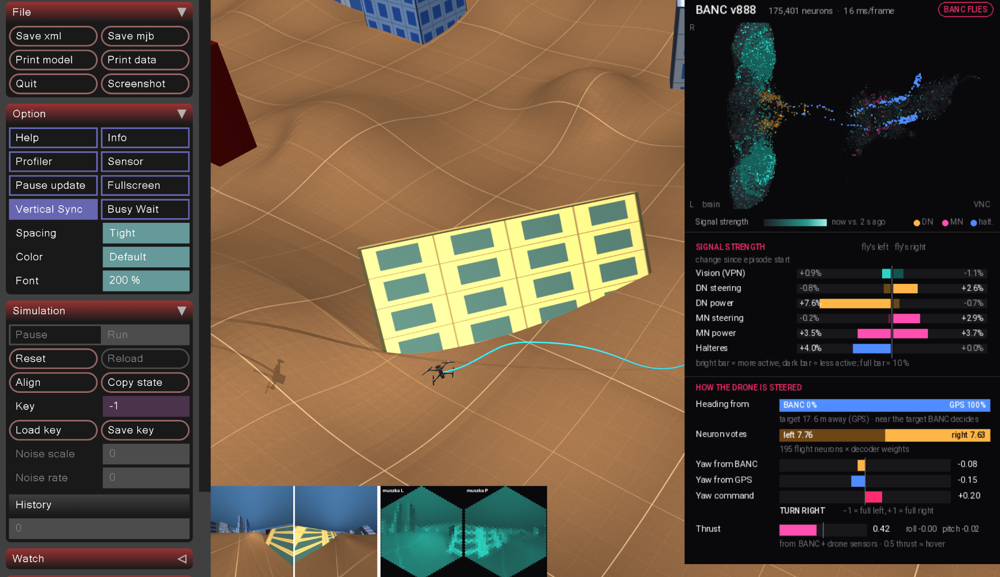 File
Save xml
Save mjb
Print model
Print data
Quit
Screenshot
Option
Help
Info
Profiler
Sensor
Pause update
Fullscreen
Vertical Sync
Busy Wait
Spacing
Tight
Color
Default
Font
200 %
Simulation
Pause
Run
Reset
Reload
Align
Copy state
Key
-1
Load key
Save key
Noise scale
0
Noise rate
0
History
0
Watch
muszka L
muszka P
BANC v888
175,401 neurons · 16 ms/frame
BANC FLIES
R
L brain
VNC
Signal strength
now vs. 2 s ago
DN
MN
halt.
SIGNAL STRENGTH
fly's left fly's right
change since episode start
Vision (VPN) +0.9% -1.1%
DN steering -0.8% +2.6%
DN power +7.6% -0.7%
MN steering -0.2% +2.9%
MN power +3.5% +3.7%
Halteres +4.0% +0.0%
bright bar = more active, dark bar = less active; full bar = 10%
HOW THE DRONE IS STEERED
Heading from BANC 0% GPS 100%
target 17.6 m away (GPS) · near the target BANC decides
Neuron votes left 7.76 right 7.63
195 flight neurons × decoder weights
Yaw from BANC -0.08
Yaw from GPS -0.15
Yaw command +0.20
TURN RIGHT −1 = full left, +1 = full right
Thrust 0.42 roll -0.00 pitch -0.02
from BANC + drone sensors · 0.5 thrust ≈ hover